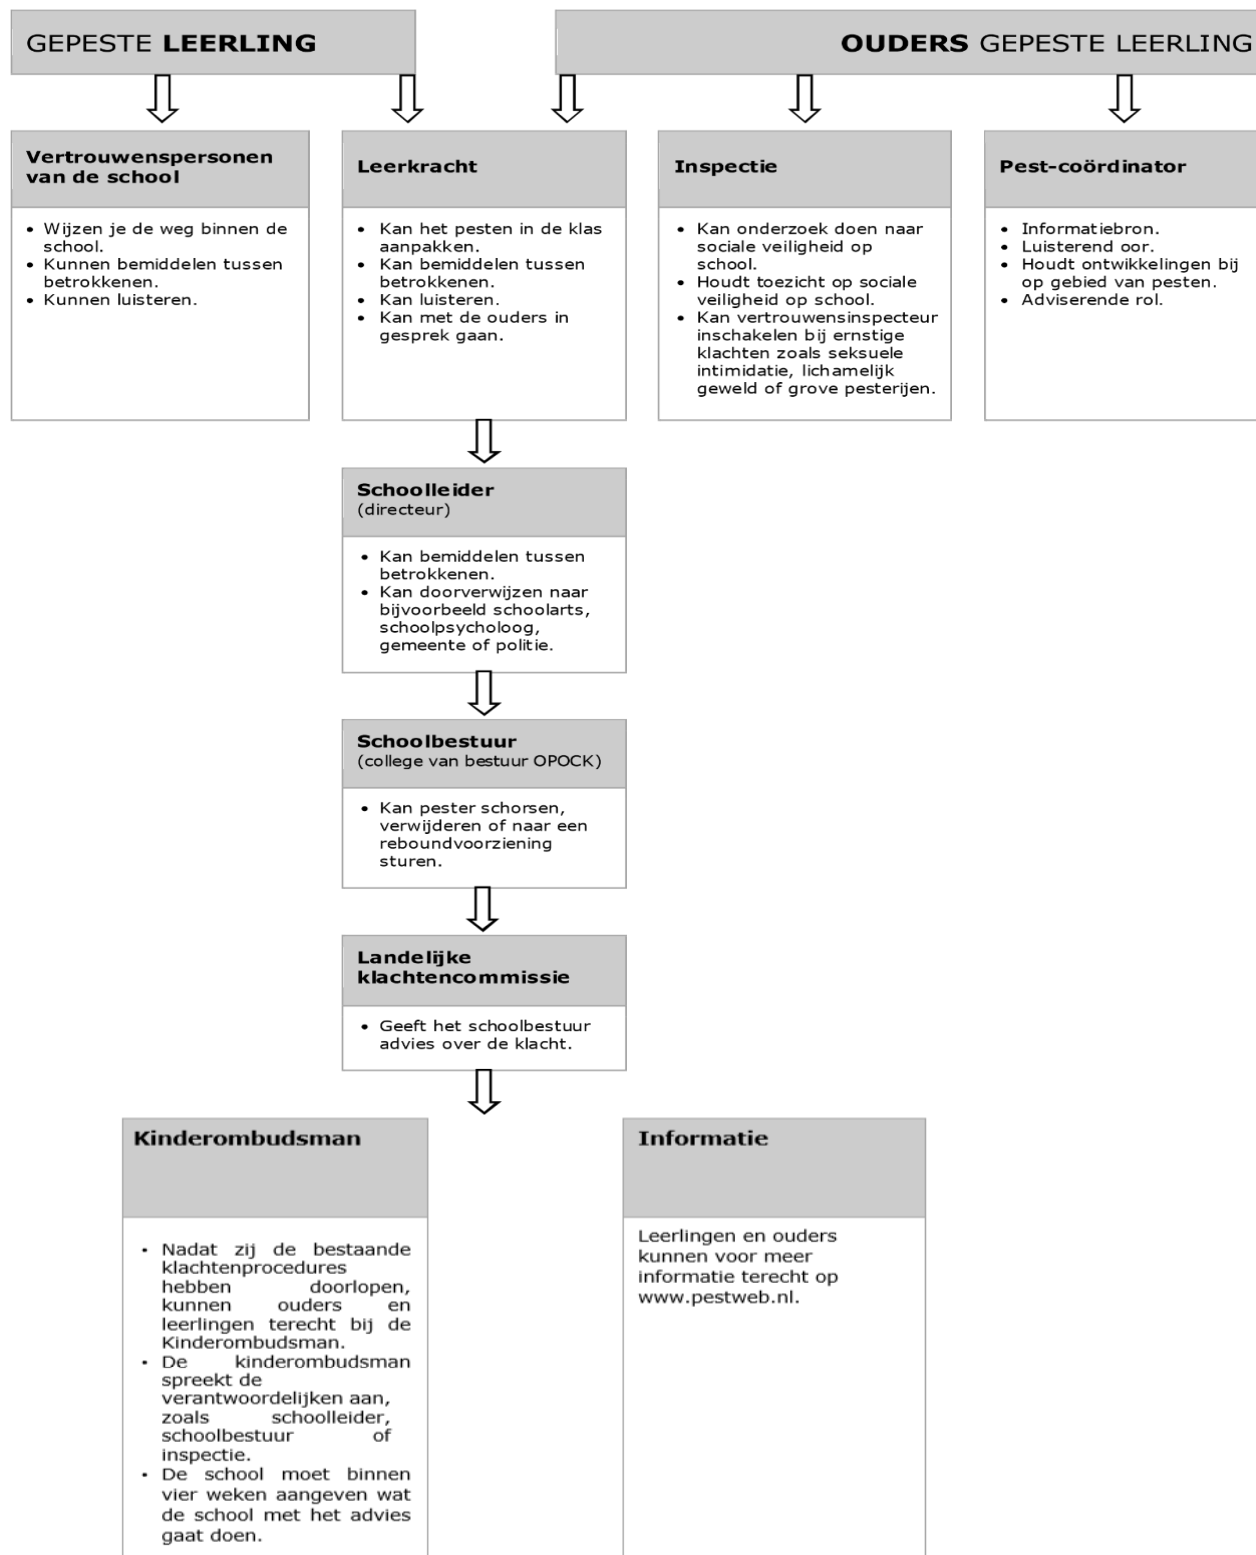 GEPESTE LEERLING
OUDERS GEPESTE LEERLING
Vertrouwenspersonen
van de school
• Wijzen je de weg binnen de
school.
• Kunnen bemiddelen tussen
betrokkenen.
• Kunnen luisteren.
Leerkracht
• Kan het pesten in de klas
aanpakken.
• Kan bemiddelen tussen
betrokkenen.
• Kan luisteren.
• Kan met de ouders in
gesprek gaan.
Inspectie
• Kan onderzoek doen naar
sociale veiligheid op
school.
• Houdt toezicht op sociale
veiligheid op school.
• Kan vertrouwensinspecteur
inschakelen bij ernstige
klachten zoals seksuele
intimidatie, lichamelijk
geweld of grove pesterijen.
Pest-coördinator
• Informatiebron.
• Luisterend oor.
• Houdt ontwikkelingen bij
op gebied van pesten.
• Adviserende rol.
Schoolleider
(directeur)
• Kan bemiddelen tussen
betrokkenen.
• Kan doorverwijzen naar
bijvoorbeeld schoolarts,
schoolpsycholoog,
gemeente of politie.
Schoolbestuur
(college van bestuur OPOCK)
• Kan pester schorsen,
verwijderen of naar een
reboundvoorziening
sturen.
Landelijke
klachtencommissie
• Geeft het schoolbestuur
advies over de klacht.
Kinderombudsman
• Nadat zij de bestaande
klachtenprocedures
hebben doorlopen,
kunnen ouders en
leerlingen terecht bij de
Kinderombudsman.
• De kinderombudsman
spreekt de
verantwoordelijken aan,
zoals schoolleider,
schoolbestuur of
inspectie.
• De school moet binnen
vier weken aangeven wat
de school met het advies
gaat doen.
Informatie
Leerlingen en ouders
kunnen voor meer
informatie terecht op
www.pestweb.nl.